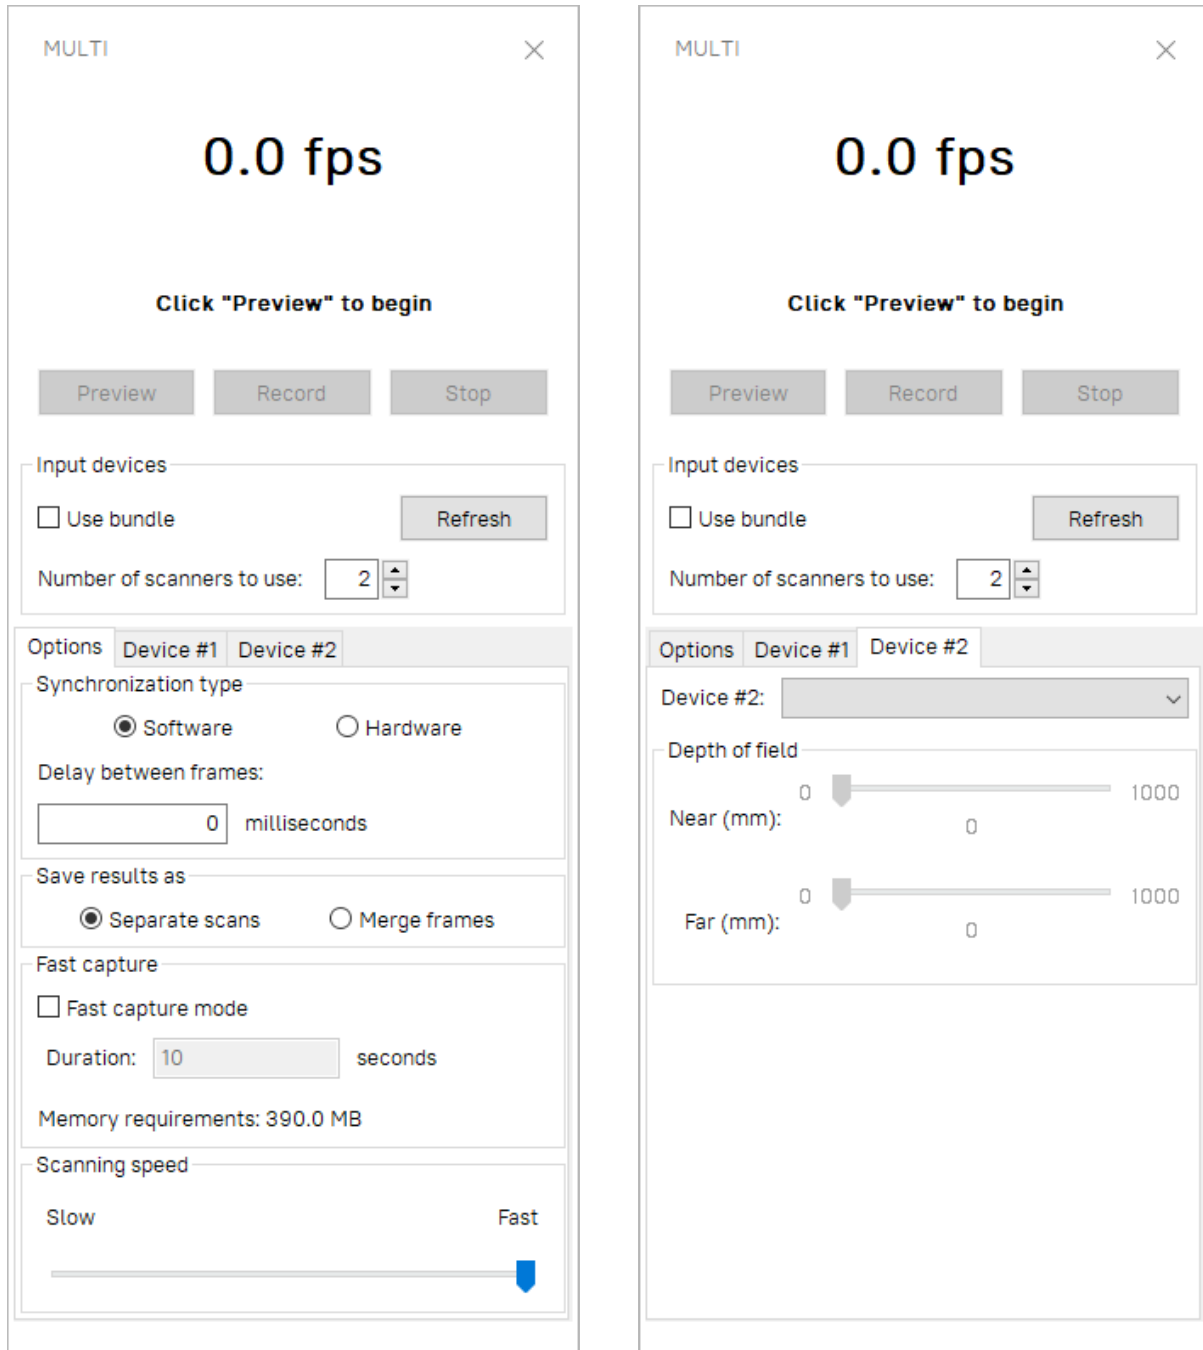 MULTI
0.0 fps
Click "Preview" to begin
Preview Record Stop
Input devices
Use bundle Refresh
Number of scanners to use: 2
Options Device #1 Device #2
Synchronization type
Software Hardware
Delay between frames:
0 milliseconds
Save results as
Separate scans Merge frames
Fast capture
Fast capture mode
Duration: 10 seconds
Memory requirements: 390.0 MB
Scanning speed
Slow Fast
MULTI
0.0 fps
Click "Preview" to begin
Preview Record Stop
Input devices
Use bundle Refresh
Number of scanners to use: 2
Options Device #1 Device #2
Device #2:
Depth of field
0 1000
Near (mm): 0
0 1000
Far (mm): 0